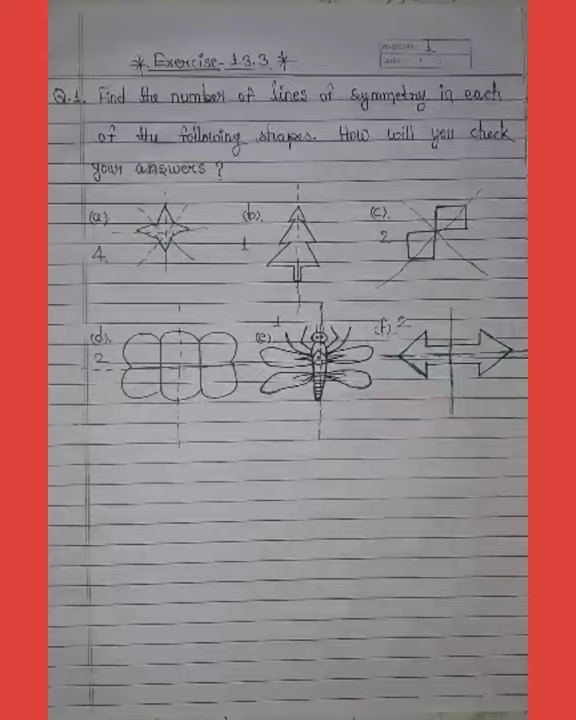 * Exercise-13.3 *
1
Q.1. Find the number of lines of symmetry in each
of the following shapes. How will you check
your answers ?
(a) (b). (c).
4. 1 2
(d). (e) 1 (f). 2
2